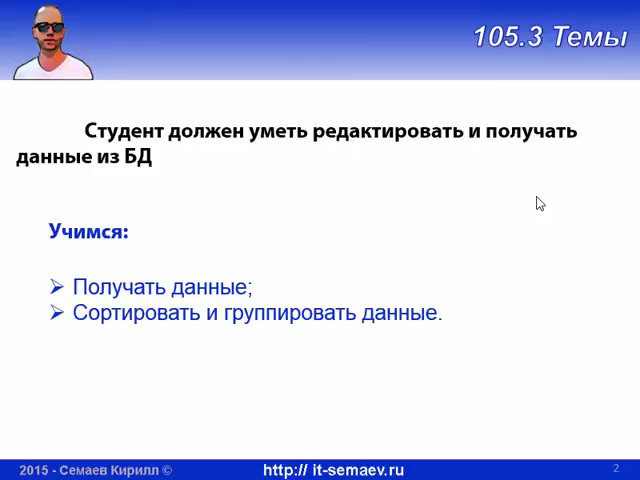 105.3 Темы
Студент должен уметь редактировать и получать
данные из БД
Учимся:
Получать данные;
Сортировать и группировать данные.
2015 - Семаев Кирилл © http:// it-semaev.ru 2